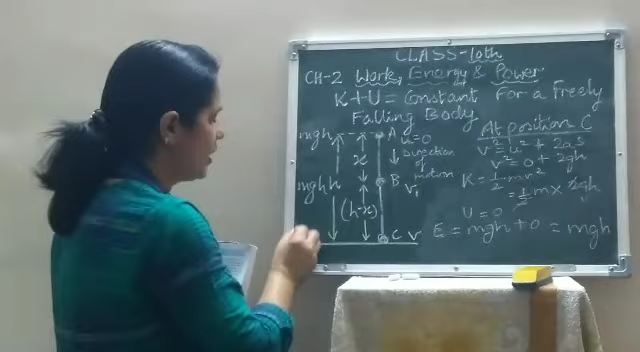 CLASS-10th
CH-2 Work, Energy & Power
K+U = Constant For a Freely
Falling Body
mgh
A
u=0
x
Direction
of
motion
mgh h
B
V₁
(h-x)
C V
At position C
v² = u² + 2as
v² = 0 + 2gh
K = 1/2 mv²
= 1/2 m x 2gh
U = 0
E = mgh + 0 = mgh